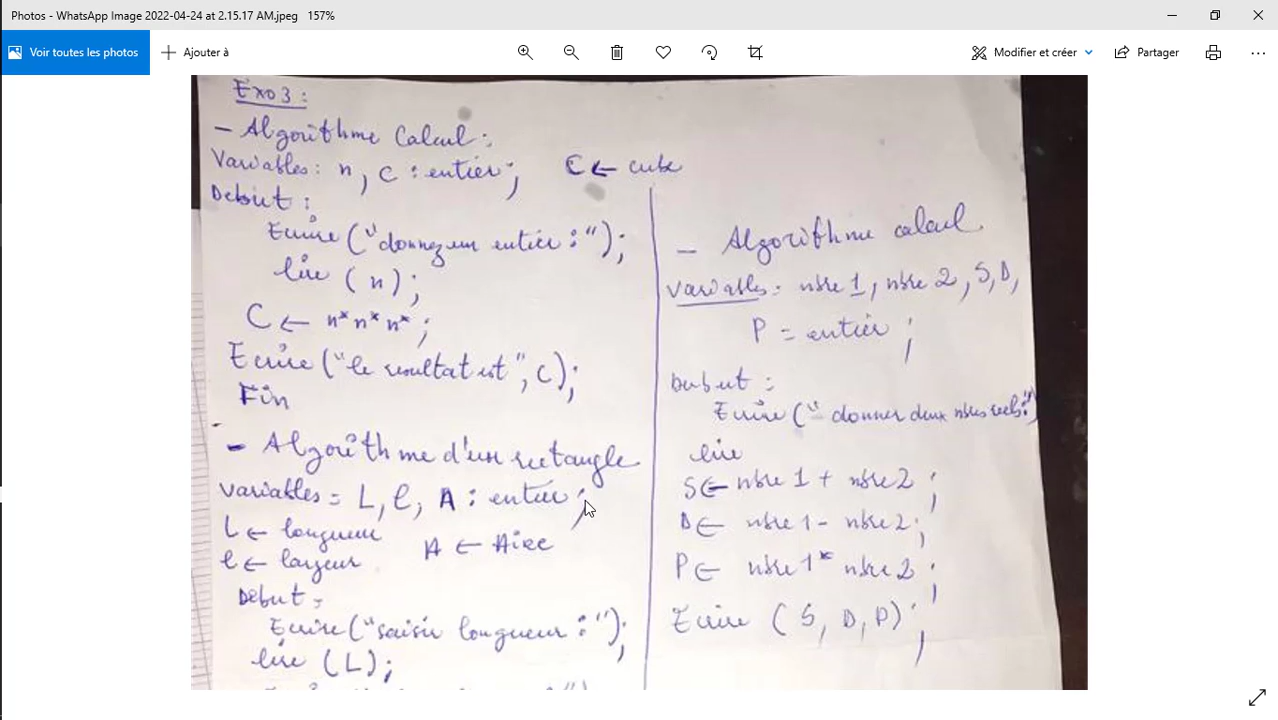 Photos - WhatsApp Image 2022-04-24 at 2.15.17 AM.jpeg 157%
Voir toutes les photos
Ajouter à
Modifier et créer
Partager
Exo 3 :
- Algorithme Calcul :
Variables : n, C : entier ; C ← cube
Debut :
Ecrire ("donnez un entier : ") ;
lire (n) ;
C ← n* n* n* ;
Ecrire ("le resultat est ", C) ;
Fin
- Algorithme d'un rectangle
variables = L, l, A : entier ;
L ← longueur
A ← Aire
l ← largeur
Debut =
Ecrire ("saisir longueur : ") ;
lire (L) ;
- Algorithme calcul
Variables : nbre 1, nbre 2, S, D,
P = entier ;
Debut :
Ecrire (" donner deux nbres reels :")
lire
S ← nbre 1 + nbre 2 ;
D ← nbre 1 - nbre 2 ;
P ← nbre 1 * nbre 2 ;
Ecrire (S, D, P) ;